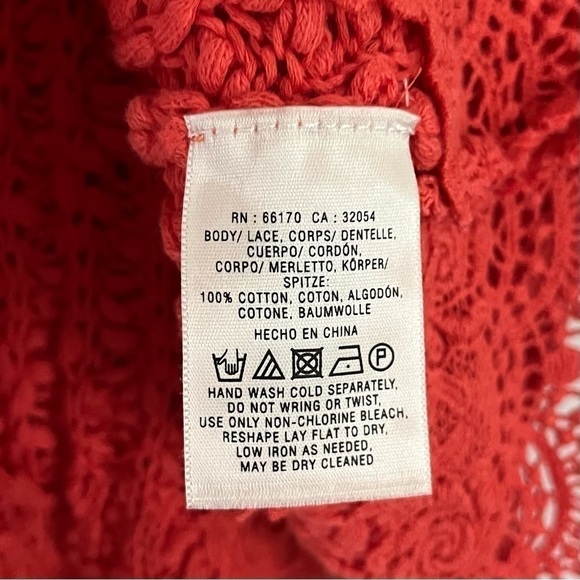 RN : 66170 CA : 32054
BODY/ LACE, CORPS/ DENTELLE,
CUERPO/ CORDÓN,
CORPO/ MERLETTO, KÖRPER/
SPITZE:
100% COTTON, COTON, ALGODÓN,
COTONE, BAUMWOLLE
HECHO EN CHINA
P
HAND WASH COLD SEPARATELY,
DO NOT WRING OR TWIST,
USE ONLY NON-CHLORINE BLEACH,
RESHAPE LAY FLAT TO DRY,
LOW IRON AS NEEDED,
MAY BE DRY CLEANED